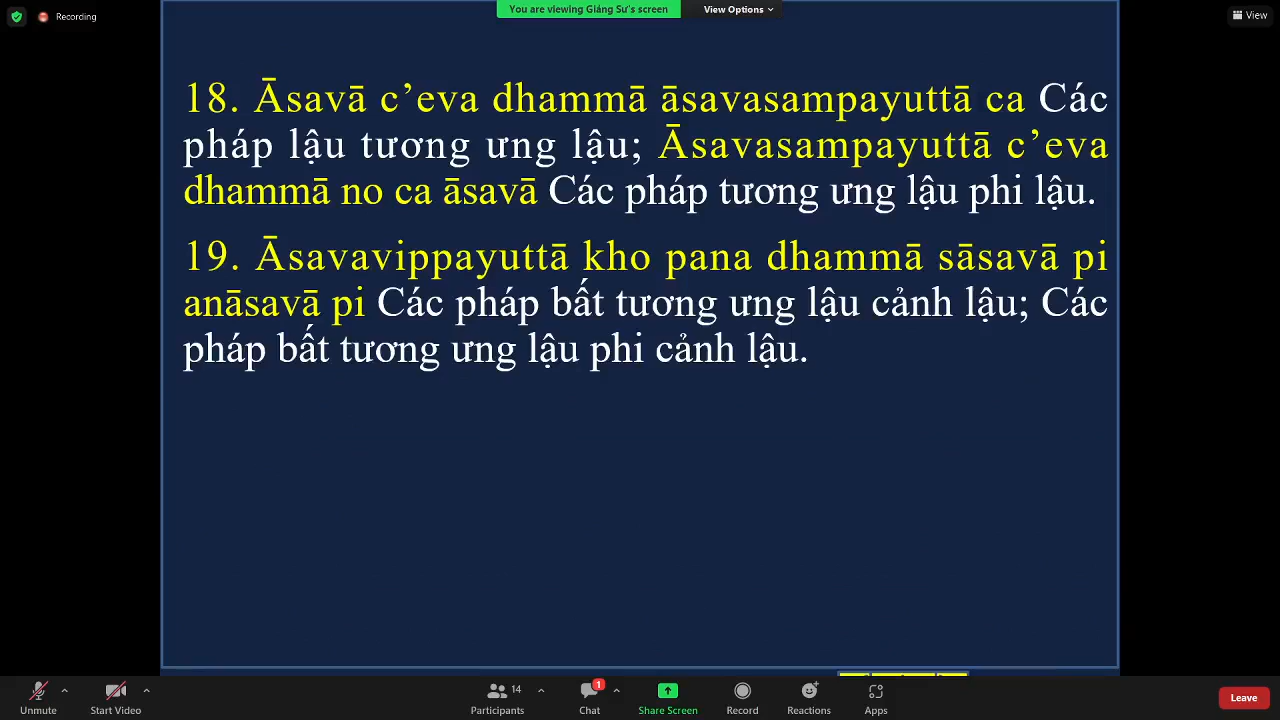 Recording
You are viewing Giảng Sư's screen
View Options
View
18. Āsavā c’eva dhammā āsavasampayuttā ca Các
pháp lậu tương ưng lậu; Āsavasampayuttā c’eva
dhammā no ca āsavā Các pháp tương ưng lậu phi lậu.
19. Āsavavippayuttā kho pana dhammā sāsavā pi
anāsavā pi Các pháp bất tương ưng lậu cảnh lậu; Các
pháp bất tương ưng lậu phi cảnh lậu.
Unmute
Start Video
14
Participants
1
Chat
Share Screen
Record
Reactions
Apps
Leave